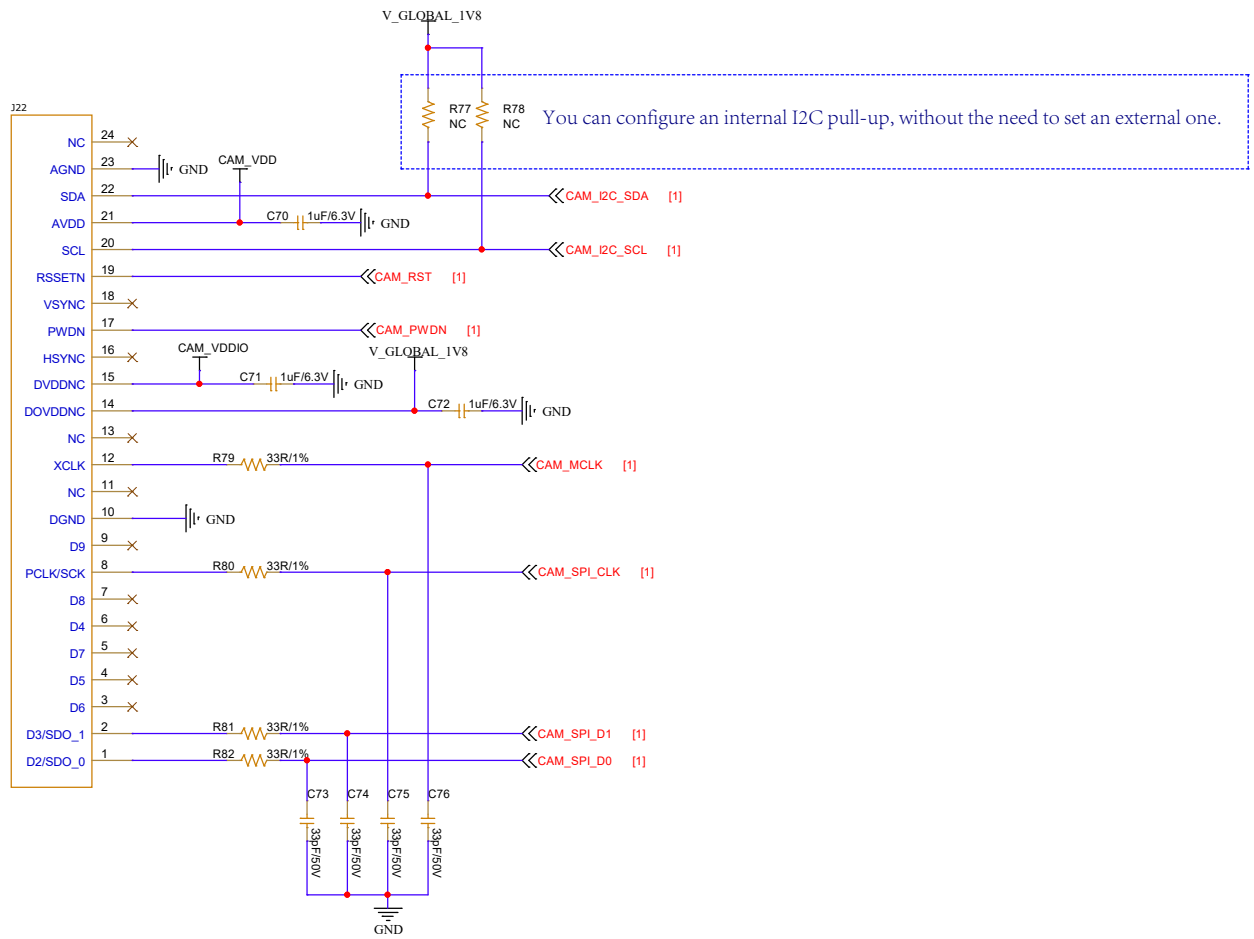 V_GLOBAL_1V8
J22
R77 R78 You can configure an internal I2C pull-up, without the need to set an external one.
NC NC
NC 24
AGND 23 GND CAM_VDD
SDA 22 CAM_I2C_SDA [1]
AVDD 21 C70 1uF/6.3V GND
SCL 20 CAM_I2C_SCL [1]
RSSETN 19 CAM_RST [1]
VSYNC 18
PWDN 17 CAM_PWDN [1]
HSYNC 16 CAM_VDDIO V_GLOBAL_1V8
DVDDNC 15 C71 1uF/6.3V GND
DOVDDNC 14 C72 1uF/6.3V GND
NC 13
XCLK 12 R79 33R/1% CAM_MCLK [1]
NC 11
DGND 10 GND
D9 9
PCLK/SCK 8 R80 33R/1% CAM_SPI_CLK [1]
D8 7
D4 6
D7 5
D5 4
D6 3
D3/SDO_1 2 R81 33R/1% CAM_SPI_D1 [1]
D2/SDO_0 1 R82 33R/1% CAM_SPI_D0 [1]
C73 C74 C75 C76
33pF/50V 33pF/50V 33pF/50V 33pF/50V
GND